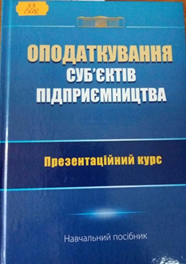 ОПОДАТКУВАННЯ
СУБ'ЄКТІВ
ПІДПРИЄМНИЦТВА
Презентаційний курс
Навчальний посібник